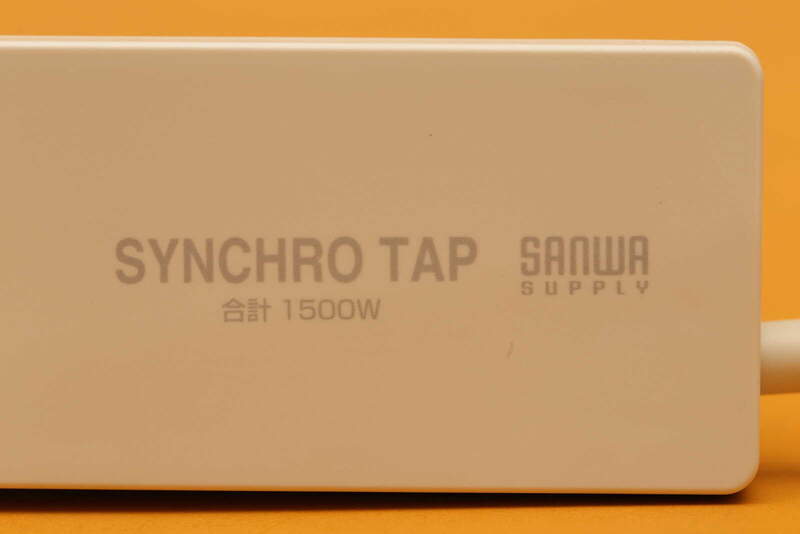 SYNCHRO TAP
合計 1500W
SANWA
SUPPLY